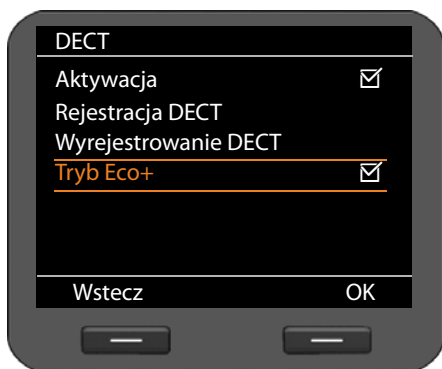 DECT
Aktywacja
Rejestracja DECT
Wyrejestrowanie DECT
Tryb Eco+
Wstecz OK